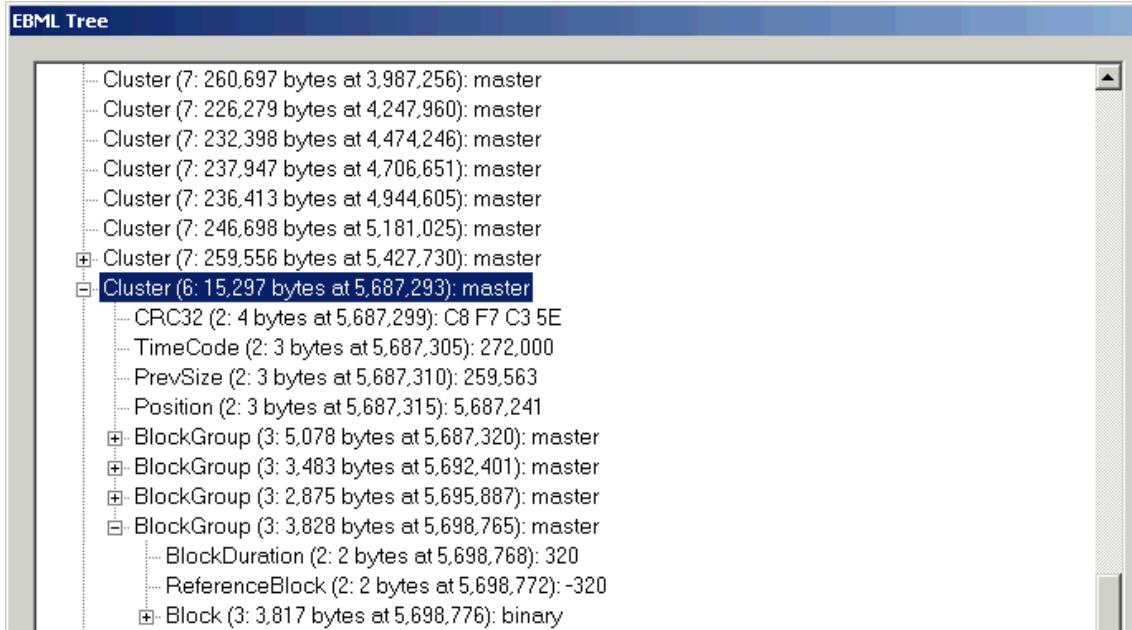 EBML Tree
Cluster (7: 260,697 bytes at 3,987,256): master
Cluster (7: 226,279 bytes at 4,247,960): master
Cluster (7: 232,398 bytes at 4,474,246): master
Cluster (7: 237,947 bytes at 4,706,651): master
Cluster (7: 236,413 bytes at 4,944,605): master
Cluster (7: 246,698 bytes at 5,181,025): master
Cluster (7: 259,556 bytes at 5,427,730): master
Cluster (6: 15,297 bytes at 5,687,293): master
CRC32 (2: 4 bytes at 5,687,299): C8 F7 C3 5E
TimeCode (2: 3 bytes at 5,687,305): 272,000
PrevSize (2: 3 bytes at 5,687,310): 259,563
Position (2: 3 bytes at 5,687,315): 5,687,241
BlockGroup (3: 5,078 bytes at 5,687,320): master
BlockGroup (3: 3,483 bytes at 5,692,401): master
BlockGroup (3: 2,875 bytes at 5,695,887): master
BlockGroup (3: 3,828 bytes at 5,698,765): master
BlockDuration (2: 2 bytes at 5,698,768): 320
ReferenceBlock (2: 2 bytes at 5,698,772): -320
Block (3: 3,817 bytes at 5,698,776): binary